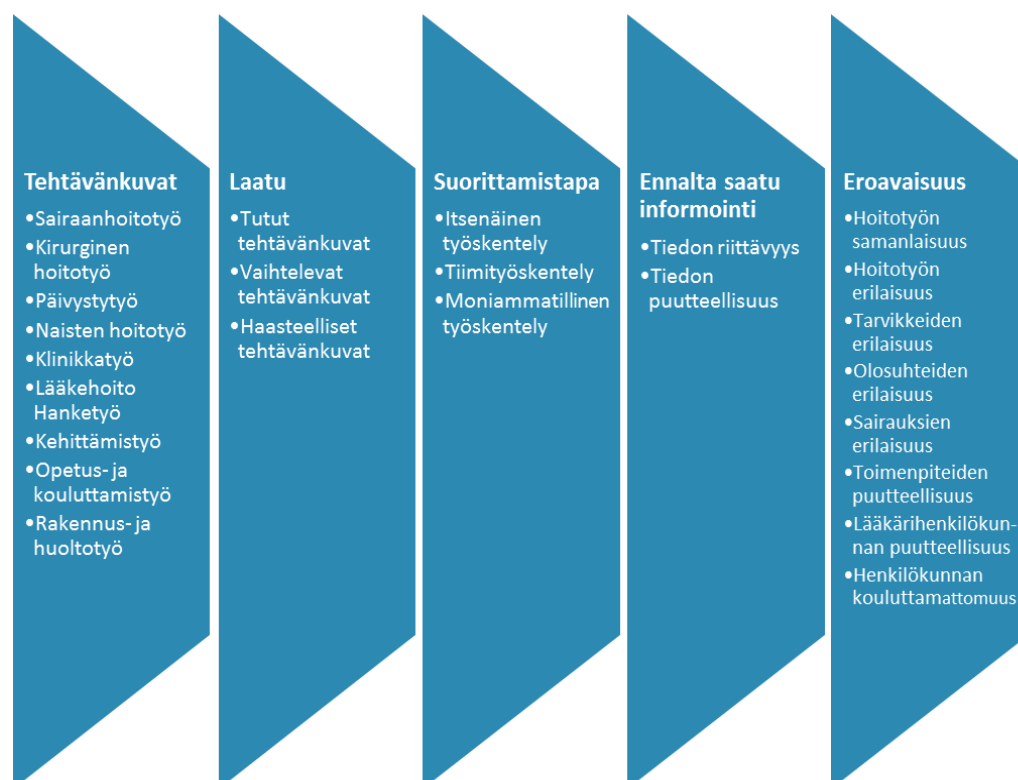 Tehtävänkuvat
•Sairaanhoitotyö
•Kirurginen
hoitotyö
•Päivystytyö
•Naisten hoitotyö
•Klinikkatyö
•Lääkehoito
Hanketyö
•Kehittämistyö
•Opetus- ja
kouluttamistyö
•Rakennus- ja
huoltotyö
Laatu
•Tutut
tehtävänkuvat
•Vaihtelevat
tehtävänkuvat
•Haasteelliset
tehtävänkuvat
Suorittamistapa
•Itsenäinen
työskentely
•Tiimityöskentely
•Moniammatillinen
työskentely
Ennalta saatu
informointi
•Tiedon riittävyys
•Tiedon
puutteellisuus
Eroavaisuus
•Hoitotyön
samanlaisuus
•Hoitotyön
erilaisuus
•Tarvikkeiden
erilaisuus
•Olosuhteiden
erilaisuus
•Sairauksien
erilaisuus
•Toimenpiteiden
puutteellisuus
•Lääkärihenkilökun-
nan puutteellisuus
•Henkilökunnan
kouluttamattomuus